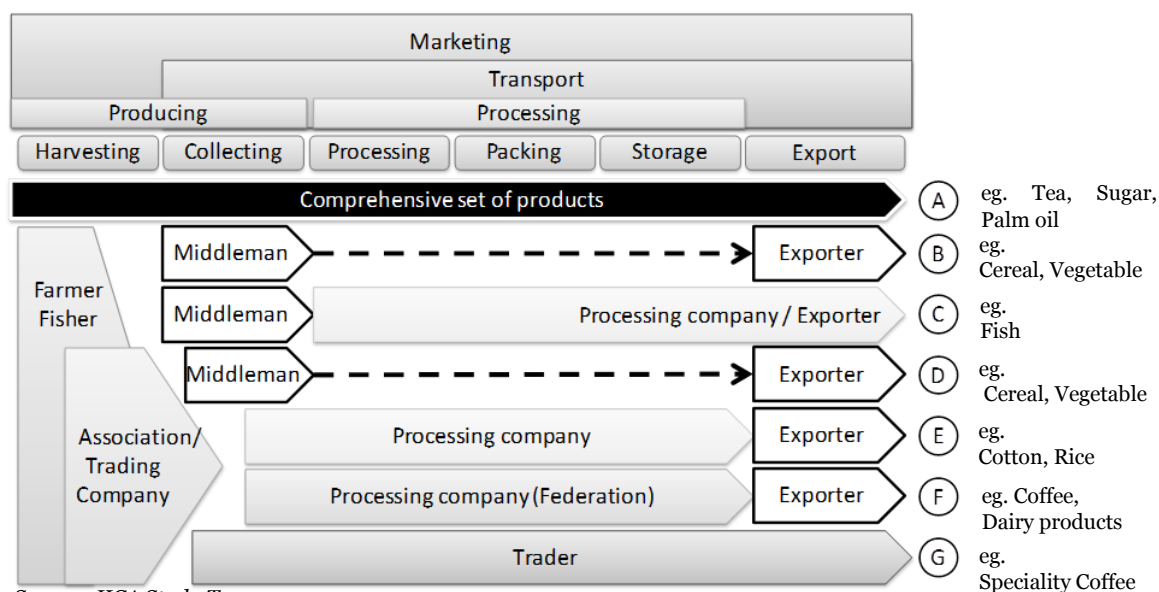 Marketing
Transport
Producing
Processing
Harvesting
Collecting
Processing
Packing
Storage
Export
Comprehensive set of products
A
eg. Tea, Sugar,
Palm oil
Middleman
Exporter
B
eg.
Cereal, Vegetable
Farmer
Fisher
Middleman
Processing company / Exporter
C
eg.
Fish
Middleman
Exporter
D
eg.
Cereal, Vegetable
Association/
Trading
Company
Processing company
Exporter
E
eg.
Cotton, Rice
Processing company (Federation)
Exporter
F
eg. Coffee,
Dairy products
Trader
G
eg.
Speciality Coffee